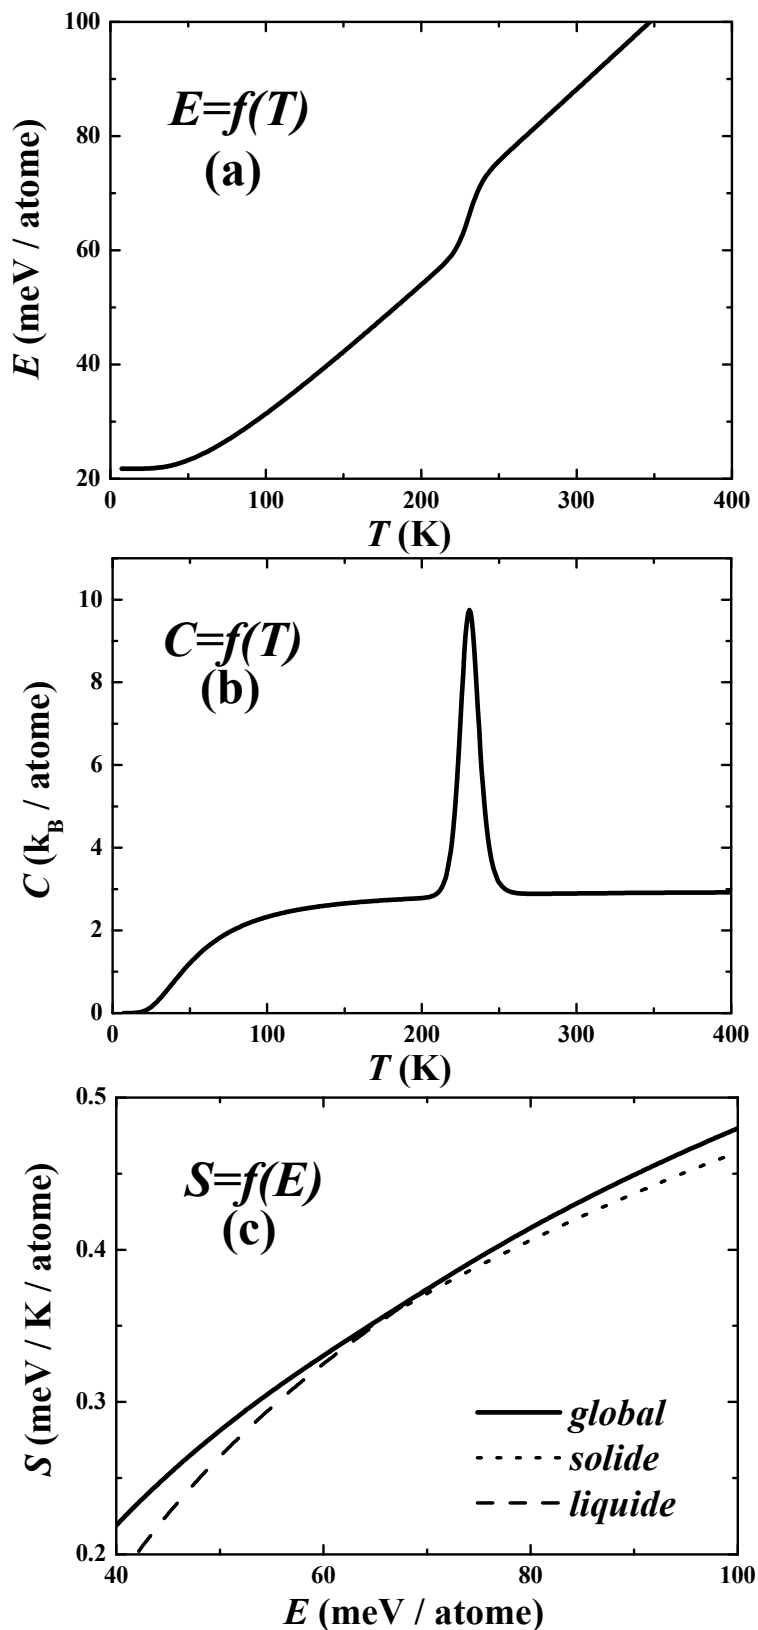 100
80
60
40
20
E (meV / atome)
E=f(T)
(a)
0
100
200
300
400
T (K)
10
8
6
4
2
0
C (k_B / atome)
C=f(T)
(b)
0
100
200
300
400
T (K)
0.5
0.4
0.3
0.2
S (meV / K / atome)
S=f(E)
(c)
global
solide
liquide
40
60
80
100
E (meV / atome)